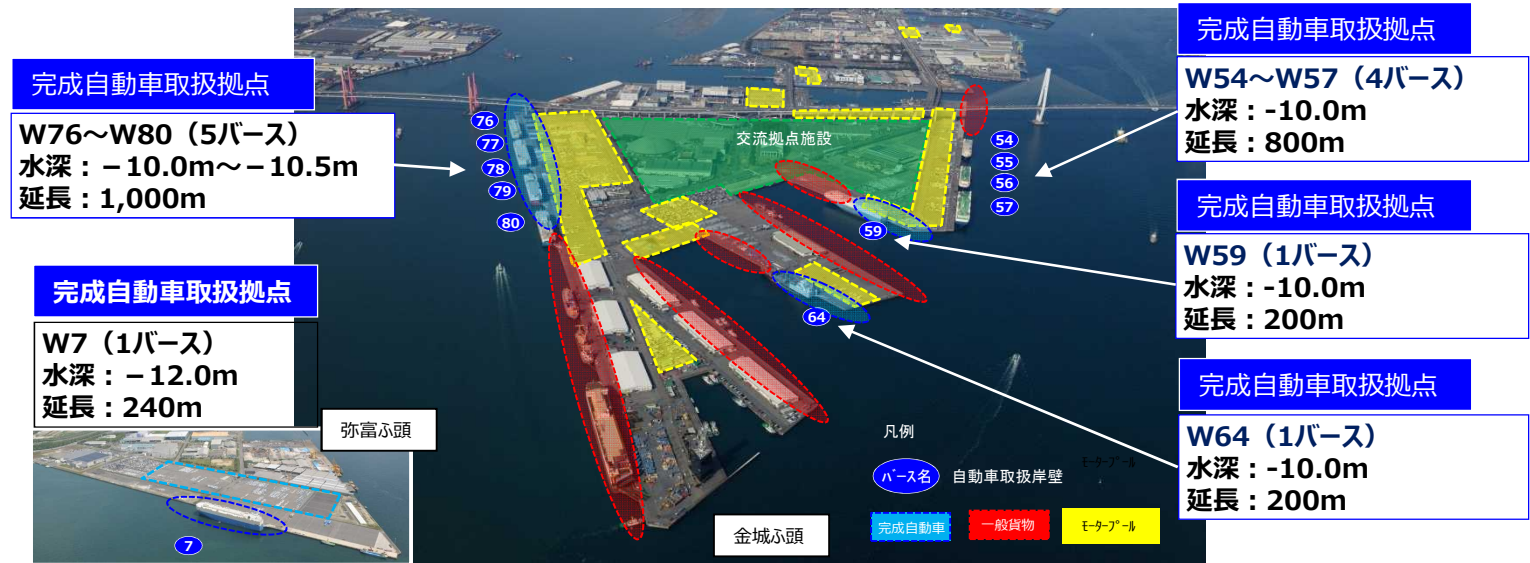 完成自動車取扱拠点
W76～W80（5バース）
水深：－10.0m～－10.5m
延長：1,000m
完成自動車取扱拠点
W7（1バース）
水深：－12.0m
延長：240m
弥富ふ頭
7
76
77
78
79
80
交流拠点施設
54
55
56
57
59
64
完成自動車取扱拠点
W54～W57（4バース）
水深：-10.0m
延長：800m
完成自動車取扱拠点
W59（1バース）
水深：-10.0m
延長：200m
完成自動車取扱拠点
W64（1バース）
水深：-10.0m
延長：200m
凡例
バース名 自動車取扱岸壁
モータープール
完成自動車 一般貨物 モータープール
金城ふ頭